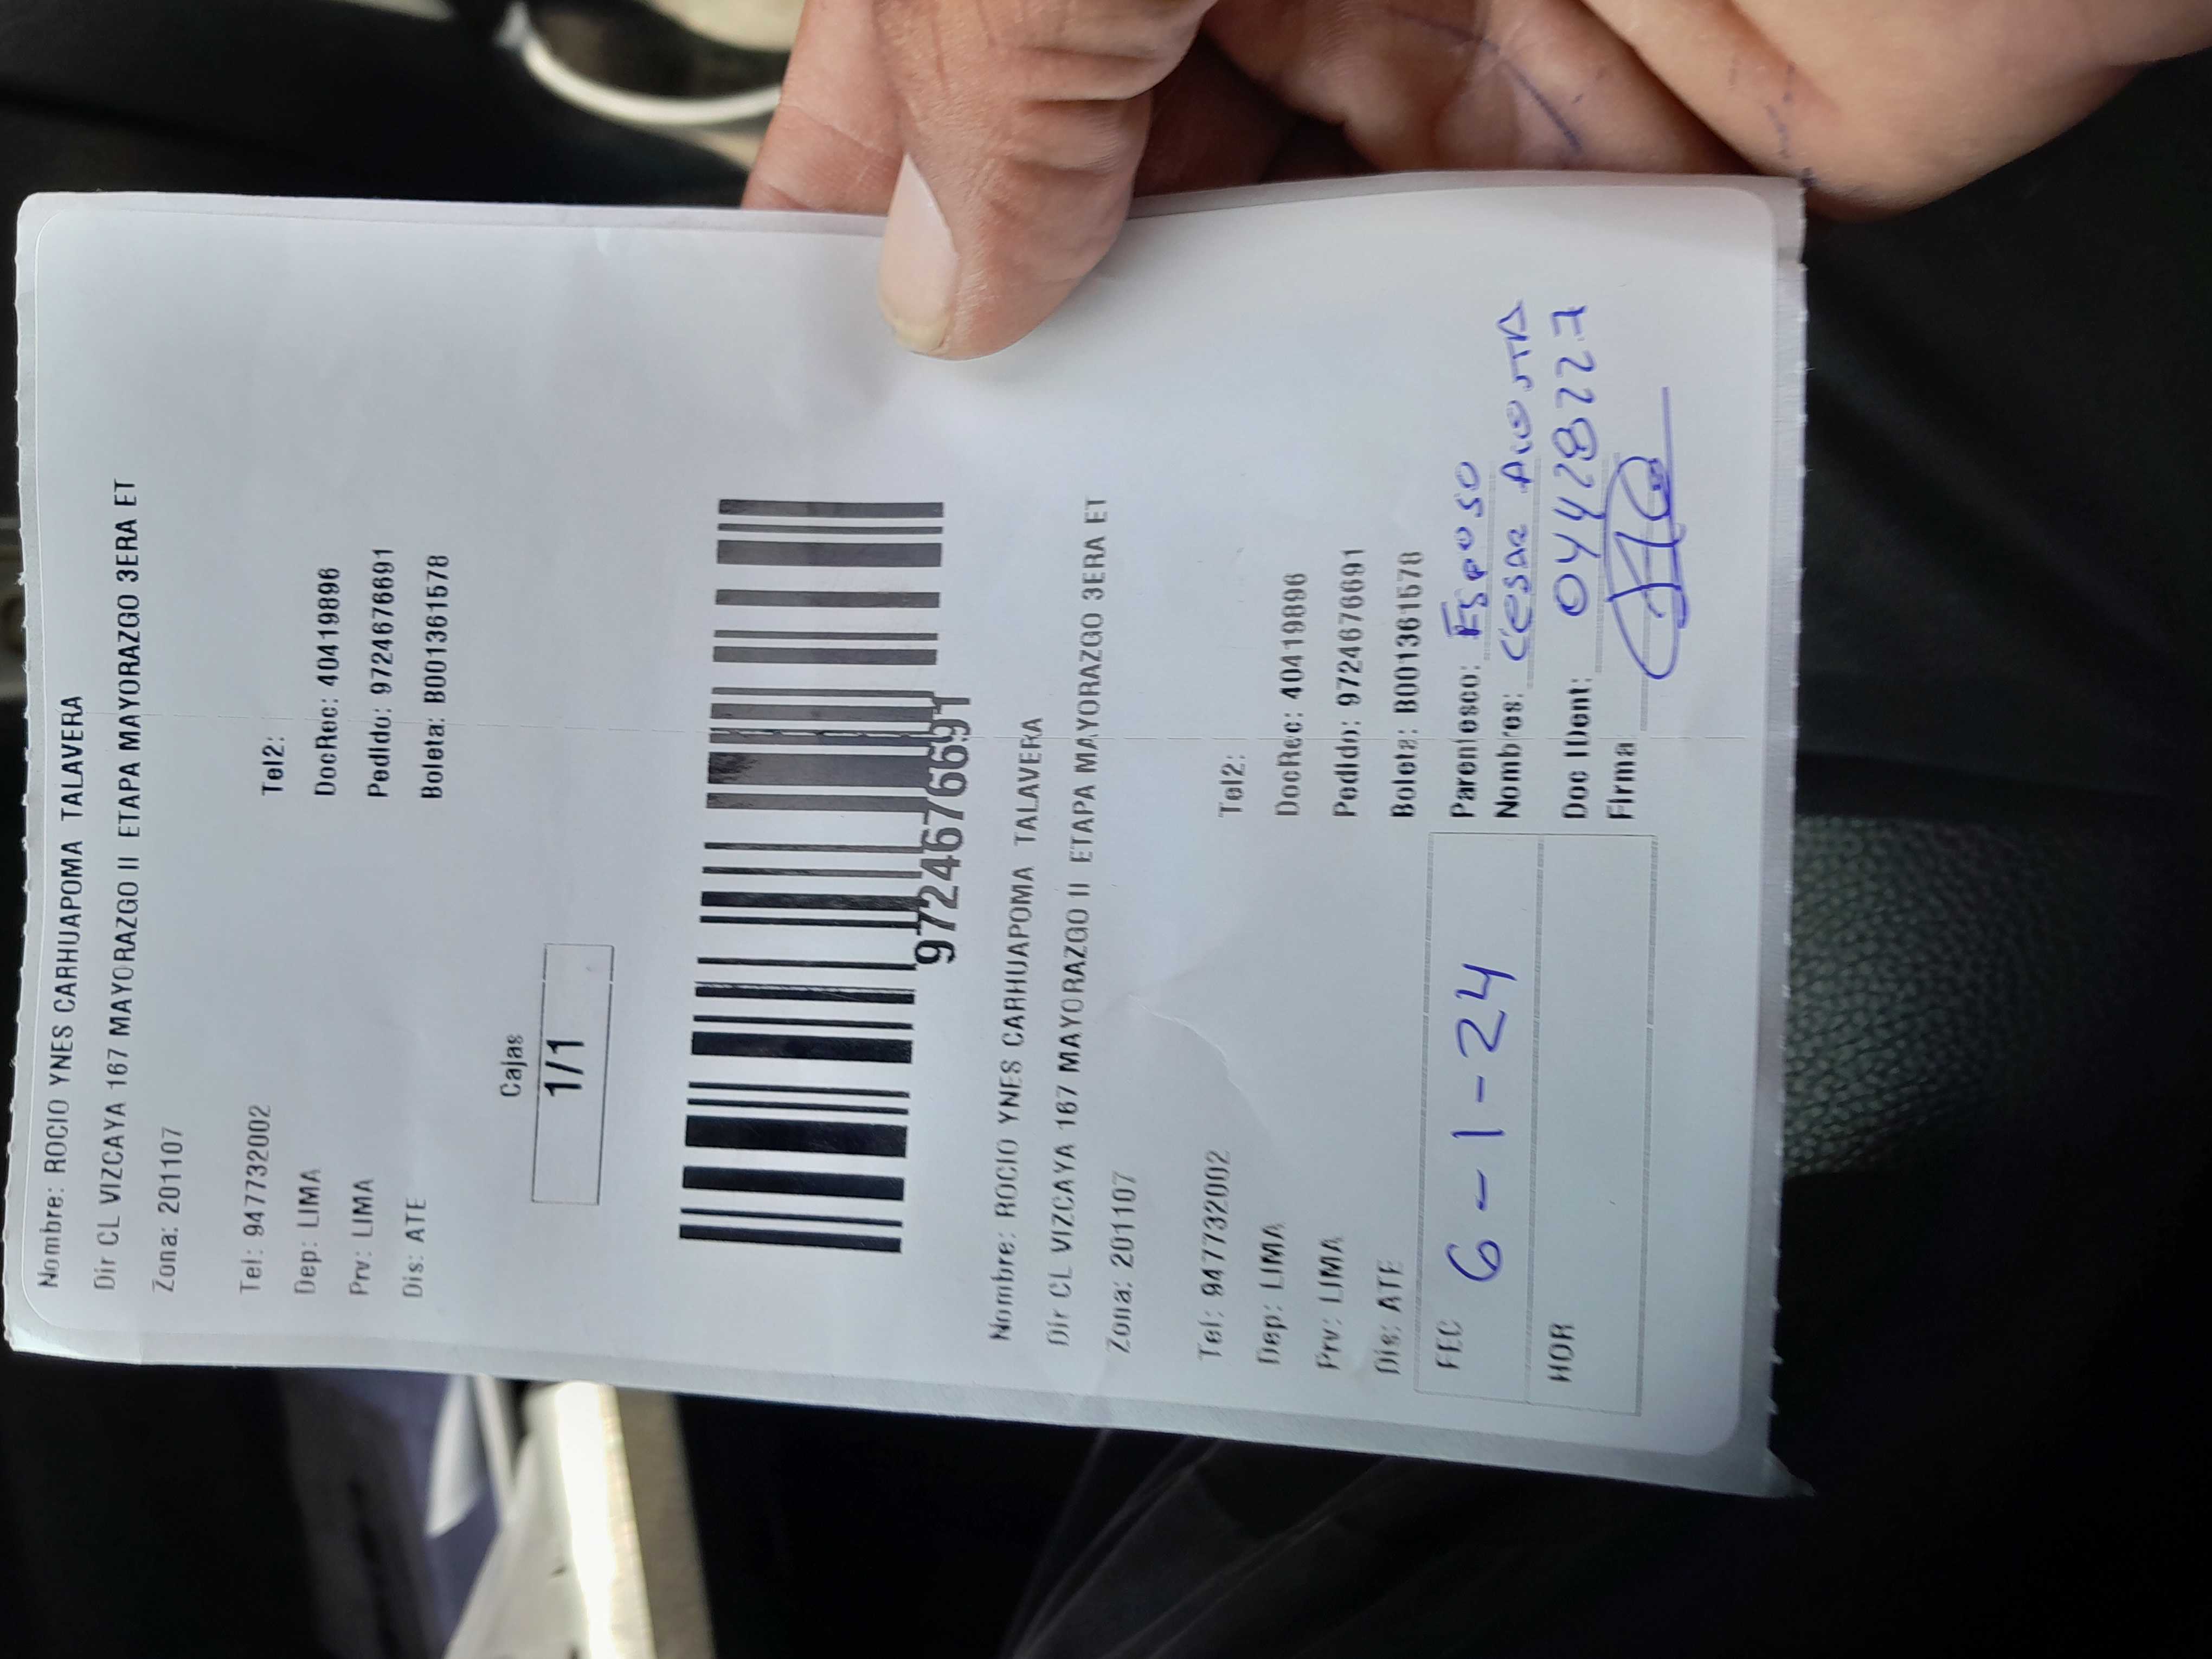 Nombre: ROCIO YNES CARHUAPOMA TALAVERA
Dir CL VIZCAYA 167 MAYORAZGO II ETAPA MAYORAZGO 3ERA ET
Zona: 201107
Tel: 947732002 Tel2:
Dep: LIMA DocRec: 40419896
Prv: LIMA Pedido: 97246766691
Dis: ATE Boleta: B001361578
Cajas
1/1
97246766691
Nombre: ROCIO YNES CARHUAPOMA TALAVERA
Dir CL VIZCAYA 167 MAYORAZGO II ETAPA MAYORAZGO 3ERA ET
Zona: 201107
Tel: 947732002 Tel2:
Dep: LIMA DocRec: 40419896
Prv: LIMA Pedido: 97246766691
Dis: ATE Boleta: B001361578
FEC 6-1-24 Parentesco: Esposo
Nombres: Cesar Acosta
HOR Doc IDent: 04428227
Firma